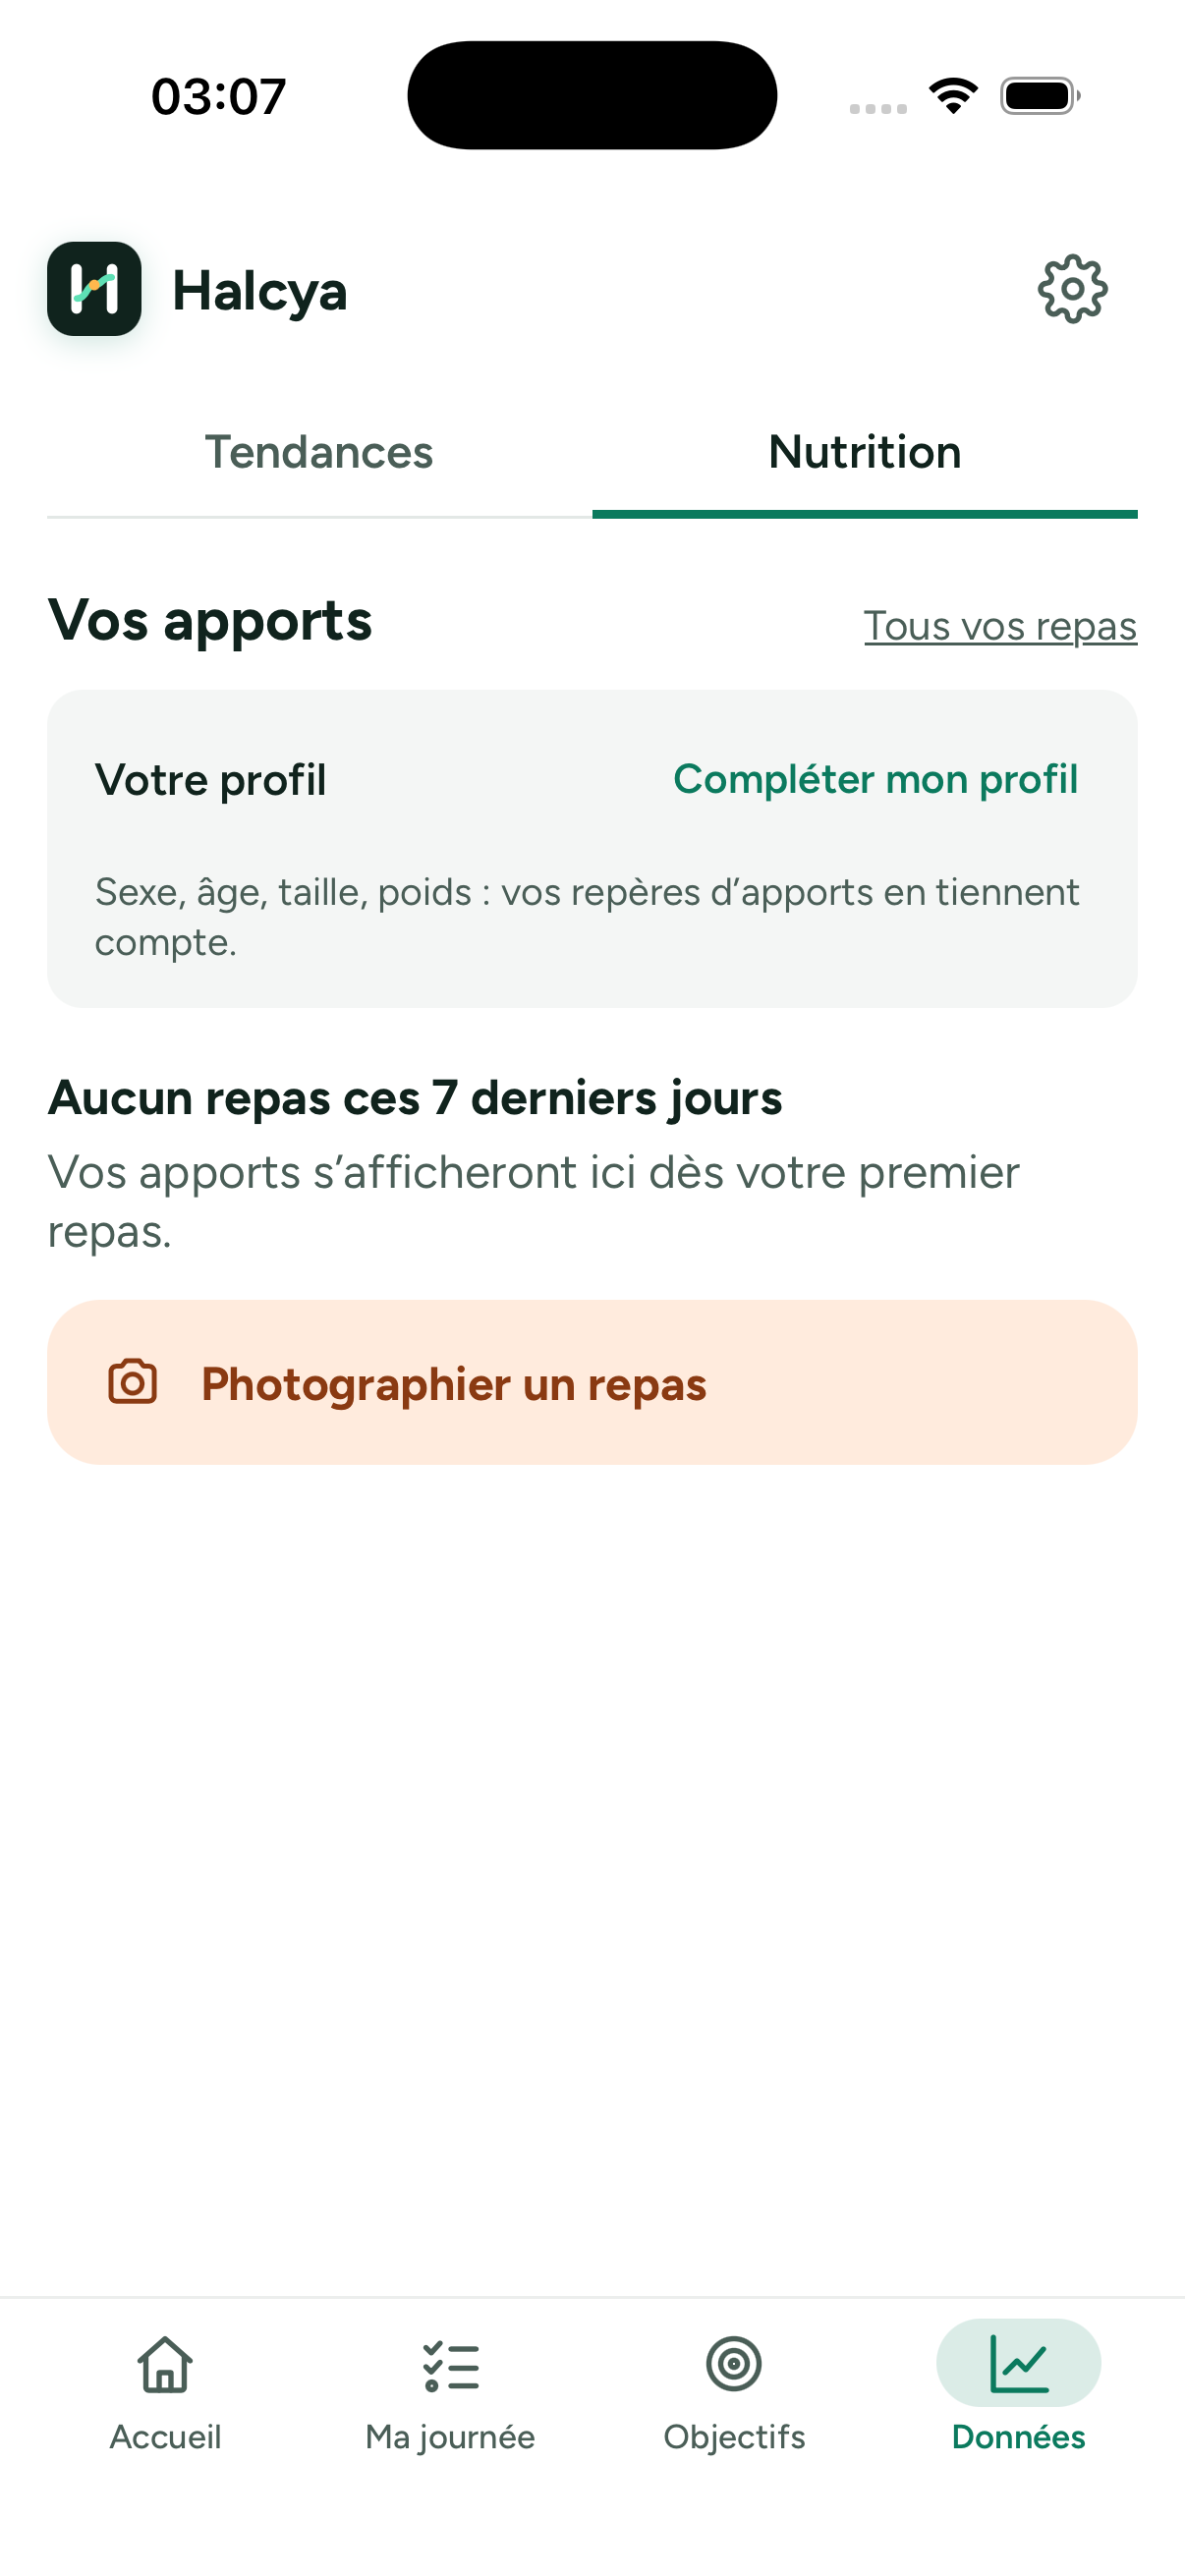 03:07
Halcya
Tendances
Nutrition
Vos apports
Tous vos repas
Votre profil
Compléter mon profil
Sexe, âge, taille, poids : vos repères d’apports en tiennent
compte.
Aucun repas ces 7 derniers jours
Vos apports s’afficheront ici dès votre premier
repas.
Photographier un repas
Accueil
Ma journée
Objectifs
Données